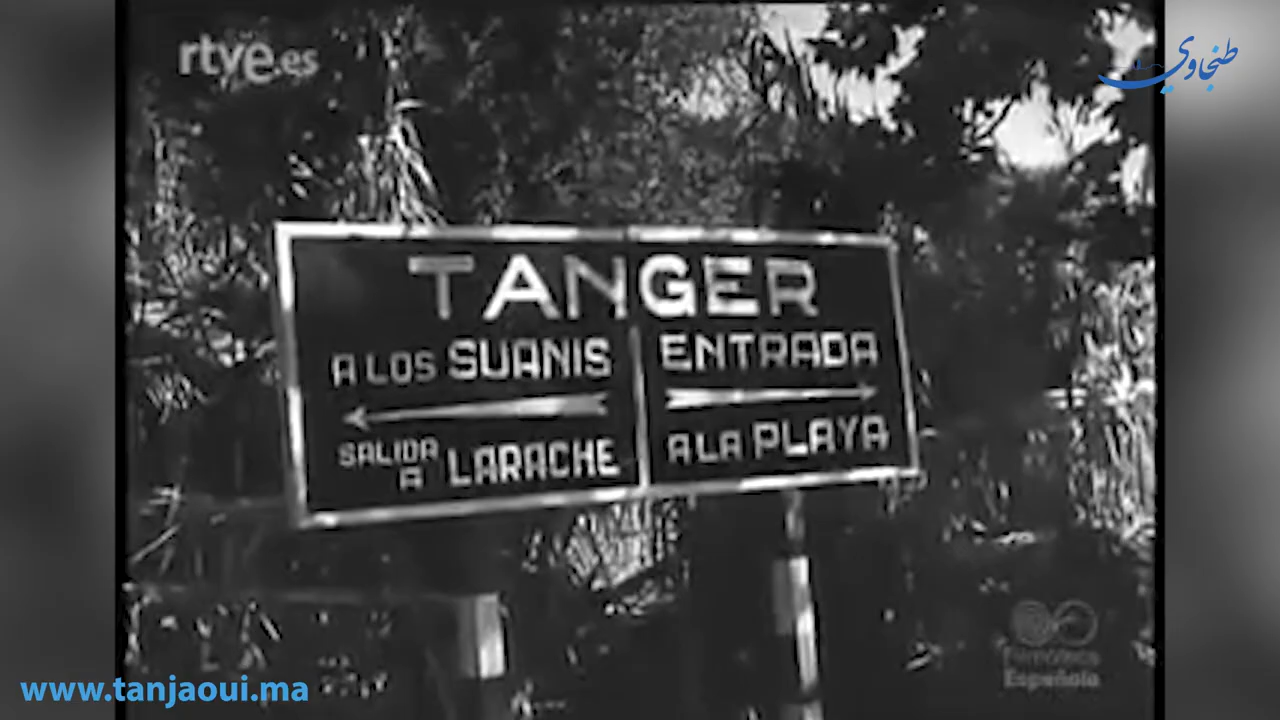 rtve.es
طنجاوي
TANGER
A LOS SUANIS
ENTRADA
SALIDA A LARACHE
A LA PLAYA
Filmoteca
Española
www.tanjaoui.ma